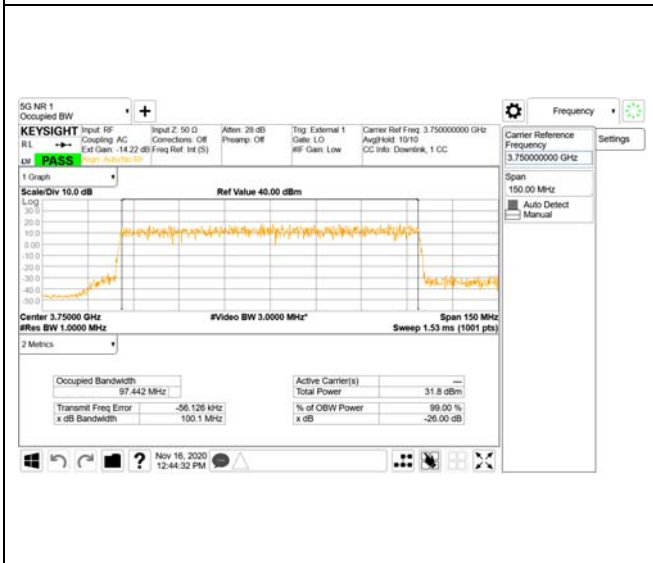 5G NR 1
Occupied BW
+
Frequency
KEYSIGHT
RL
PASS
Input: RF
Coupling: AC
Ext Gain: -14.22 dB
Align: Auto/No RF
Input Z: 50 Ω
Corrections: Off
Freq Ref: Int (S)
Atten: 28 dB
Preamp: Off
Trig: External 1
Gate: LO
#IF Gain: Low
Carrier Ref Freq: 3.750000000 GHz
Avg|Hold: 10/10
CC Info: Downlink, 1 CC
Carrier Reference
Frequency
3.750000000 GHz
Settings
Span
150.00 MHz
Auto Detect
Manual
1 Graph
Scale/Div 10.0 dB
Ref Value 40.00 dBm
Log
30.0
20.0
10.0
0.00
-10.0
-20.0
-30.0
-40.0
-50.0
Center 3.75000 GHz
#Video BW 3.0000 MHz*
Span 150 MHz
#Res BW 1.0000 MHz
Sweep 1.53 ms (1001 pts)
2 Metrics
Occupied Bandwidth
97.442 MHz
Active Carrier(s)
---
Total Power
31.8 dBm
Transmit Freq Error
-56.126 kHz
% of OBW Power
99.00 %
x dB Bandwidth
100.1 MHz
x dB
-26.00 dB
?
Nov 16, 2020
12:44:32 PM